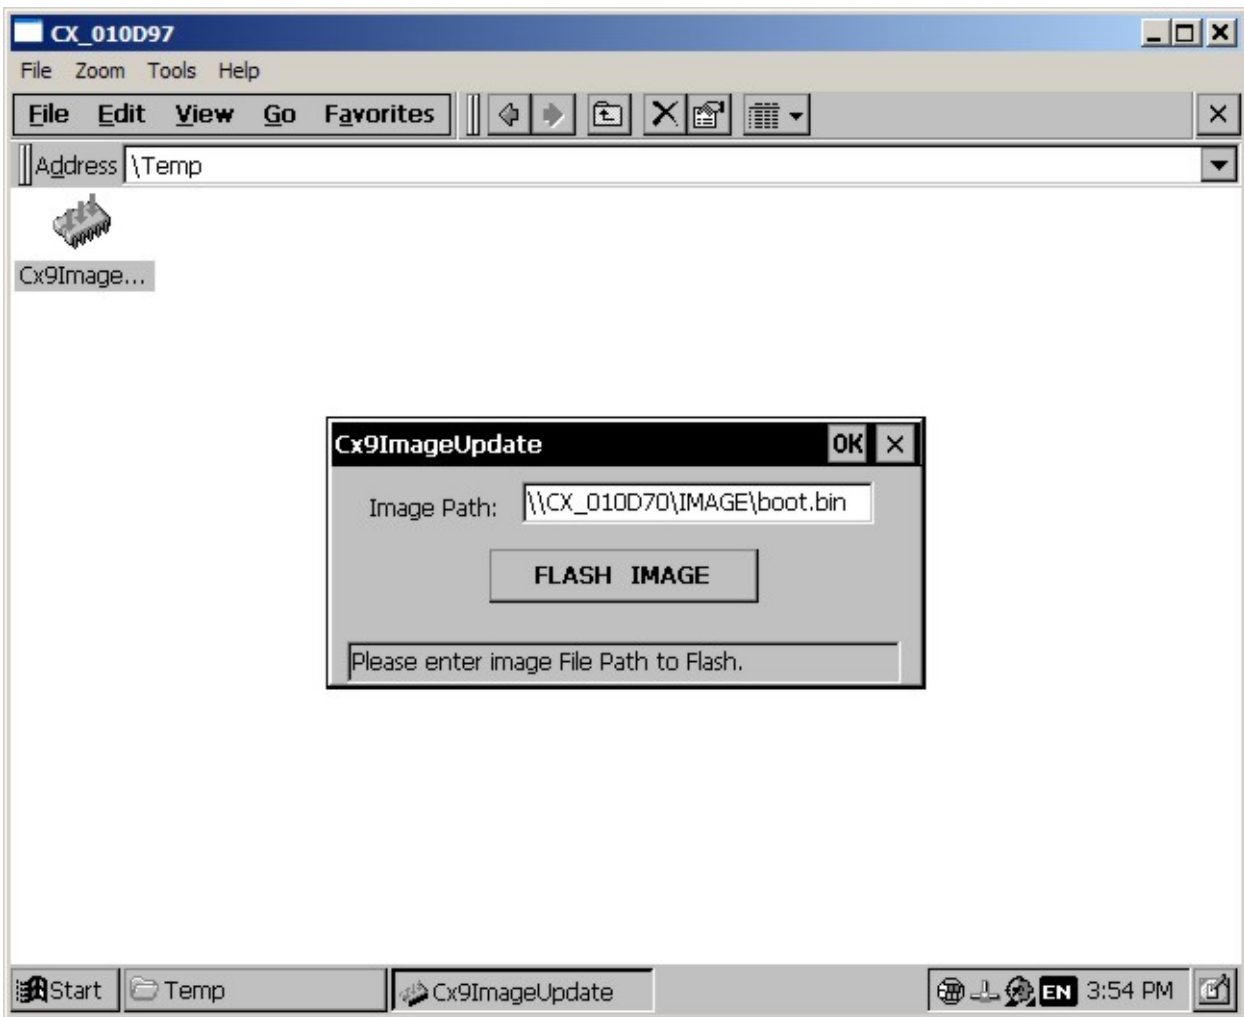 CX_010D97
File Zoom Tools Help
File Edit View Go Favorites
Address \Temp
Cx9Image...
Cx9ImageUpdate OK
Image Path: \\CX_010D70\IMAGE\boot.bin
FLASH IMAGE
Please enter image File Path to Flash.
Start Temp Cx9ImageUpdate EN 3:54 PM